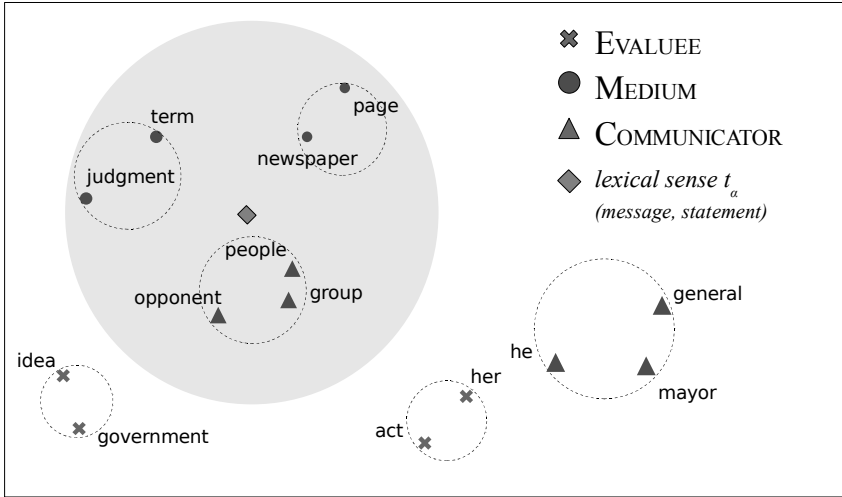 EVALUEE
MEDIUM
COMMUNICATOR
lexical sense tα
(message, statement)
page
term
newspaper
judgment
people
opponent
group
general
he
mayor
idea
her
government
act